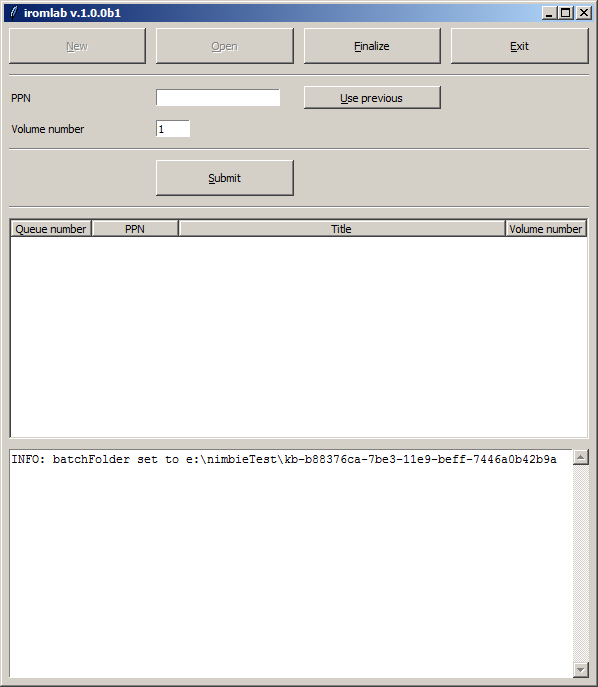 iromlab v.1.0.0b1
New Open Finalize Exit
PPN Use previous
Volume number 1
Submit
Queue number PPN Title Volume number
INFO: batchFolder set to e:\nimbieTest\kb-b88376ca-7be3-11e9-beff-7446a0b42b9a